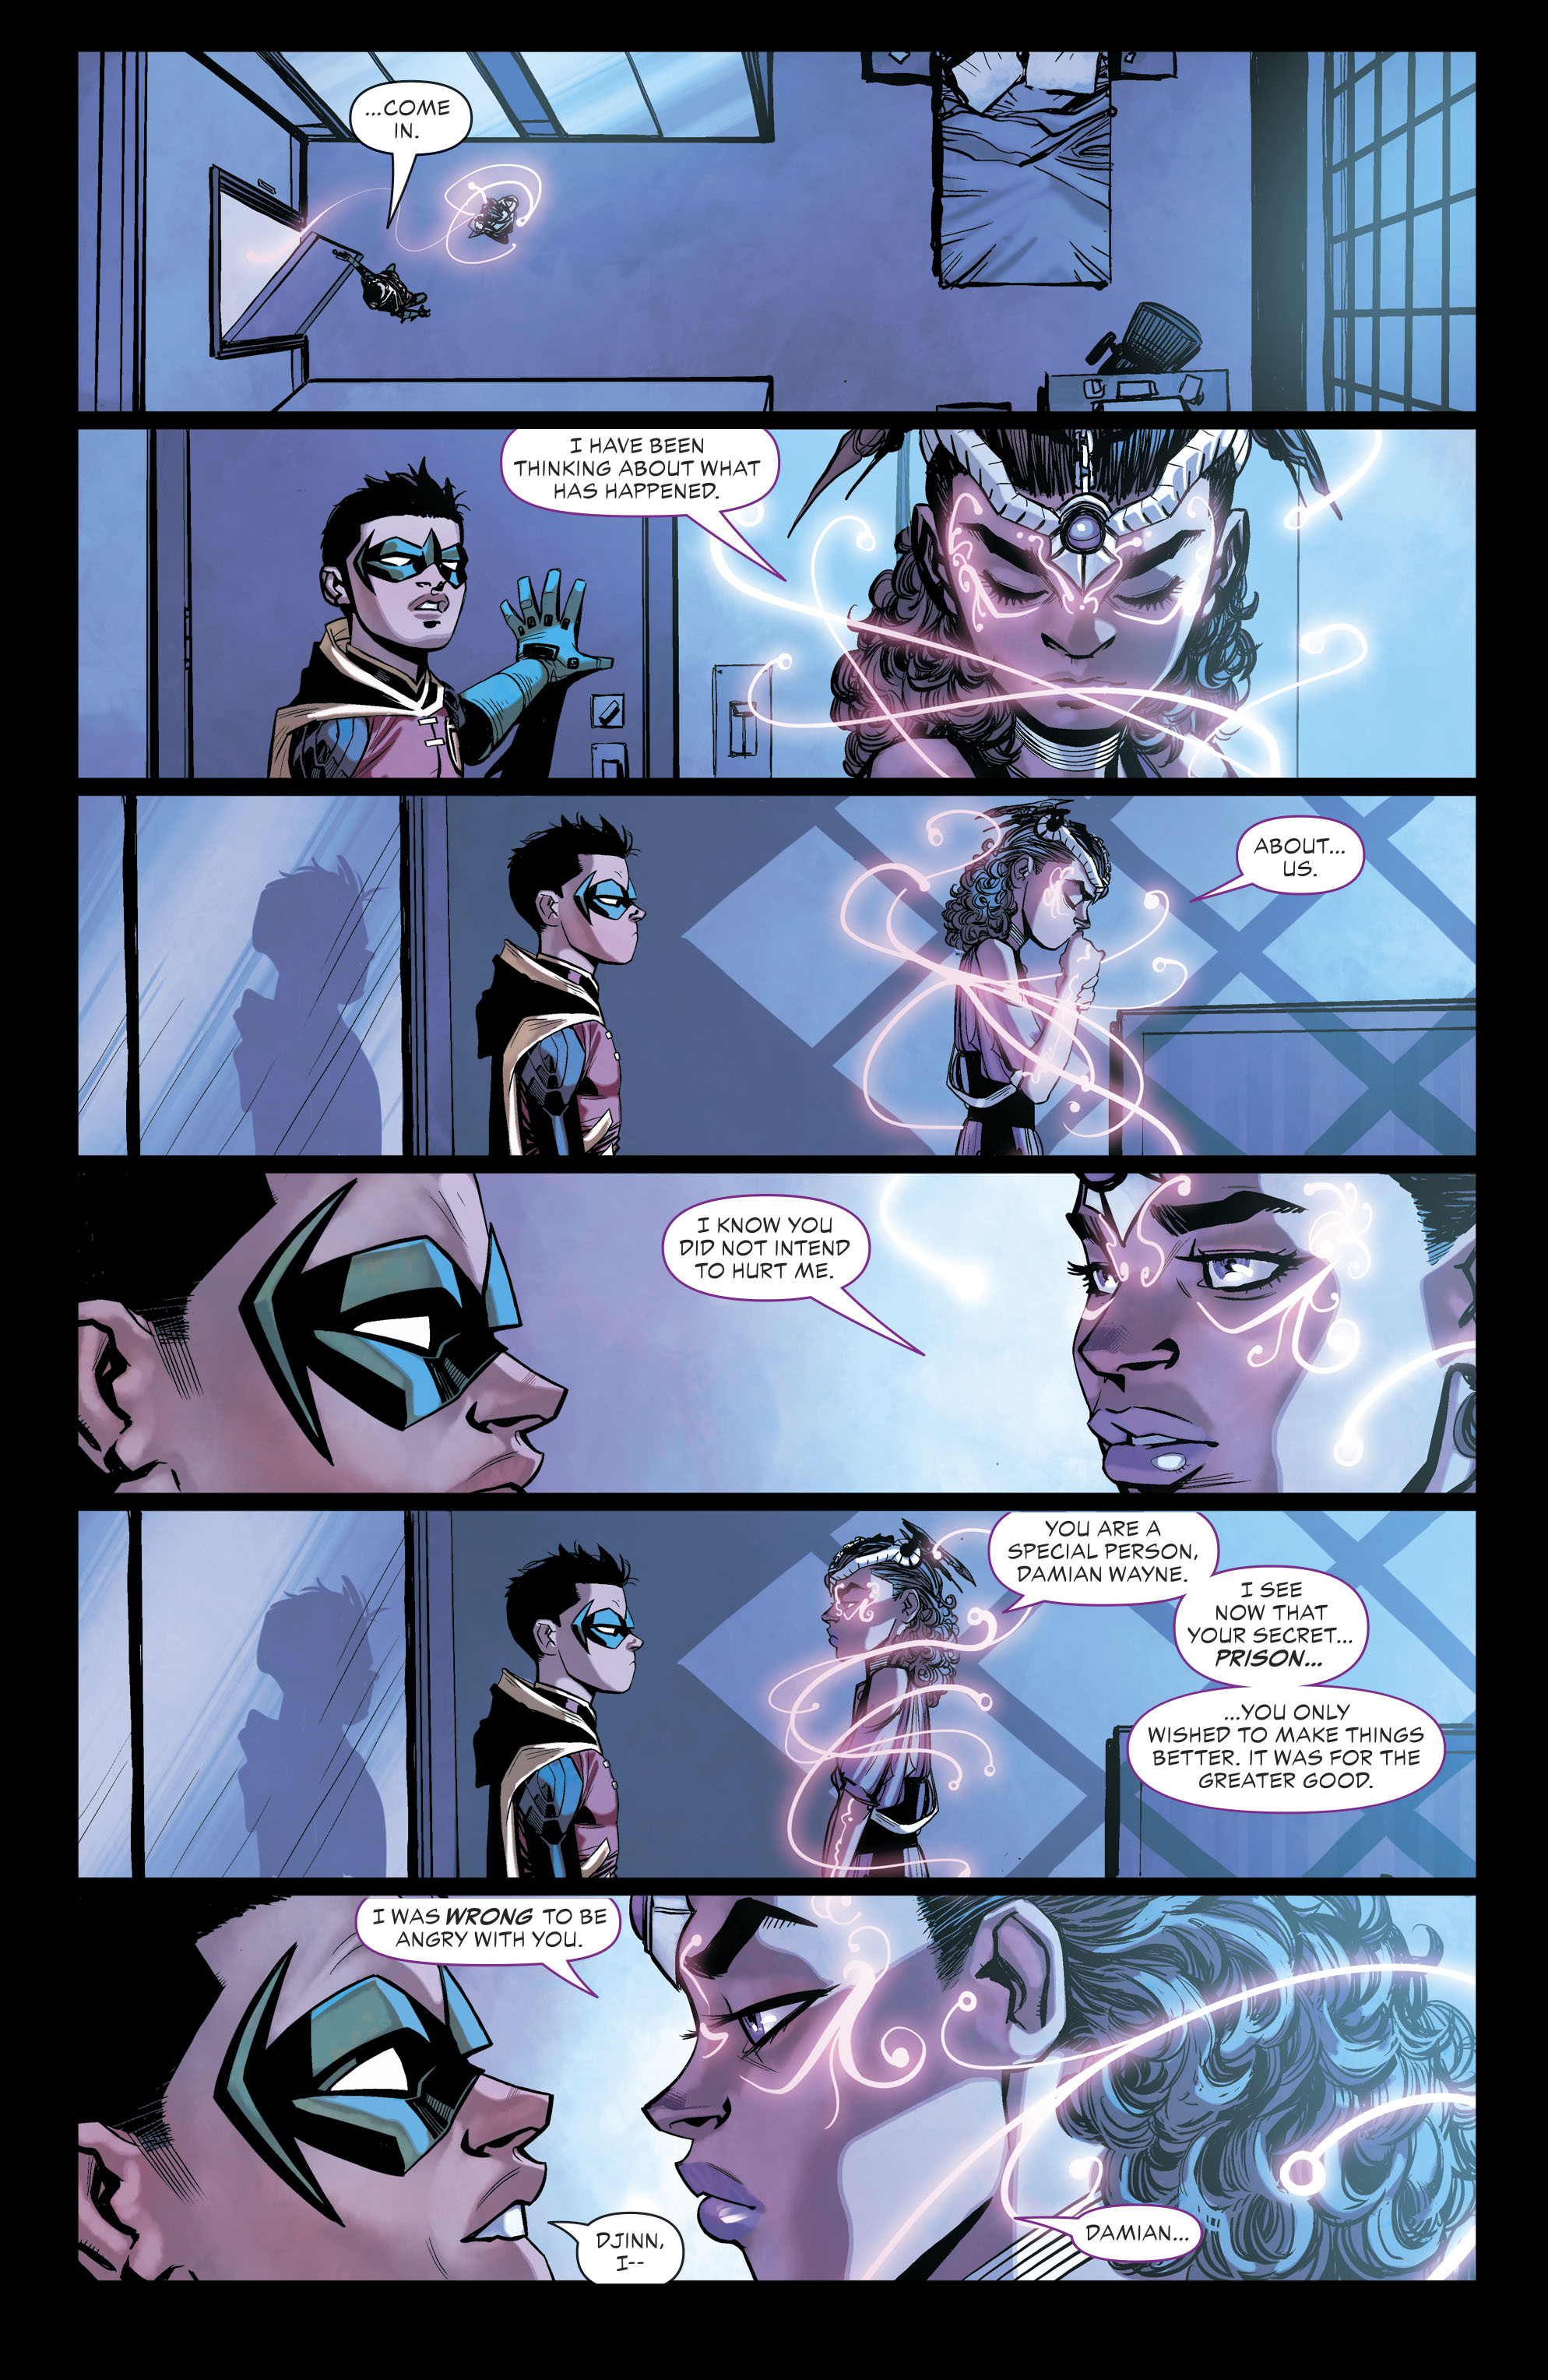 ...COME
IN.
I HAVE BEEN
THINKING ABOUT WHAT
HAS HAPPENED.
ABOUT...
US.
I KNOW YOU
DID NOT INTEND
TO HURT ME.
YOU ARE A
SPECIAL PERSON,
DAMIAN WAYNE.
I SEE
NOW THAT
YOUR SECRET...
PRISON...
...YOU ONLY
WISHED TO MAKE THINGS
BETTER. IT WAS FOR THE
GREATER GOOD.
I WAS WRONG TO BE
ANGRY WITH YOU.
DJINN,
I--
DAMIAN...